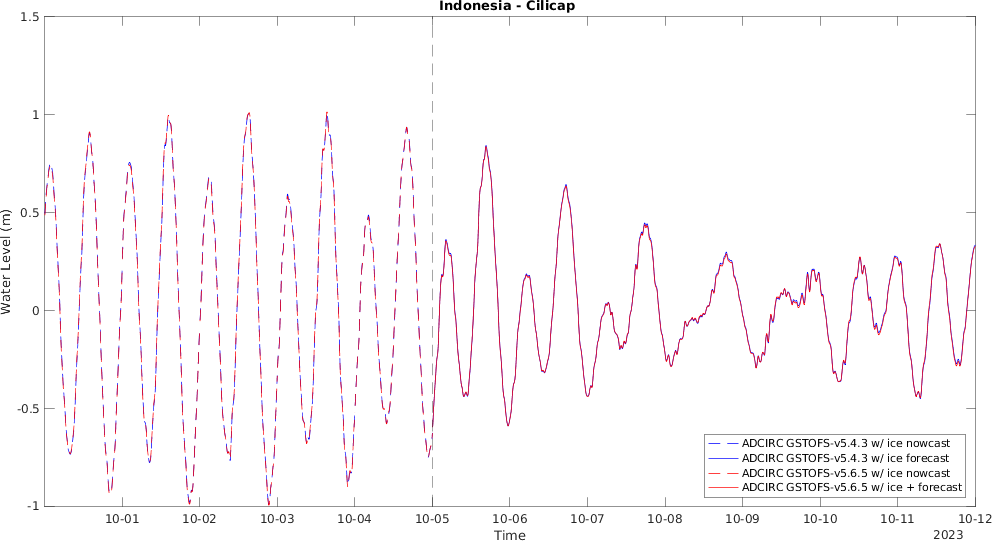 Indonesia - Cilicap
1.5
1
0.5
0
-0.5
-1
Water Level (m)
10-01 10-02 10-03 10-04 10-05 10-06 10-07 10-08 10-09 10-10 10-11 10-12
Time
2023
ADCIRC GSTOFS-v5.4.3 w/ ice nowcast
ADCIRC GSTOFS-v5.4.3 w/ ice forecast
ADCIRC GSTOFS-v5.6.5 w/ ice nowcast
ADCIRC GSTOFS-v5.6.5 w/ ice + forecast